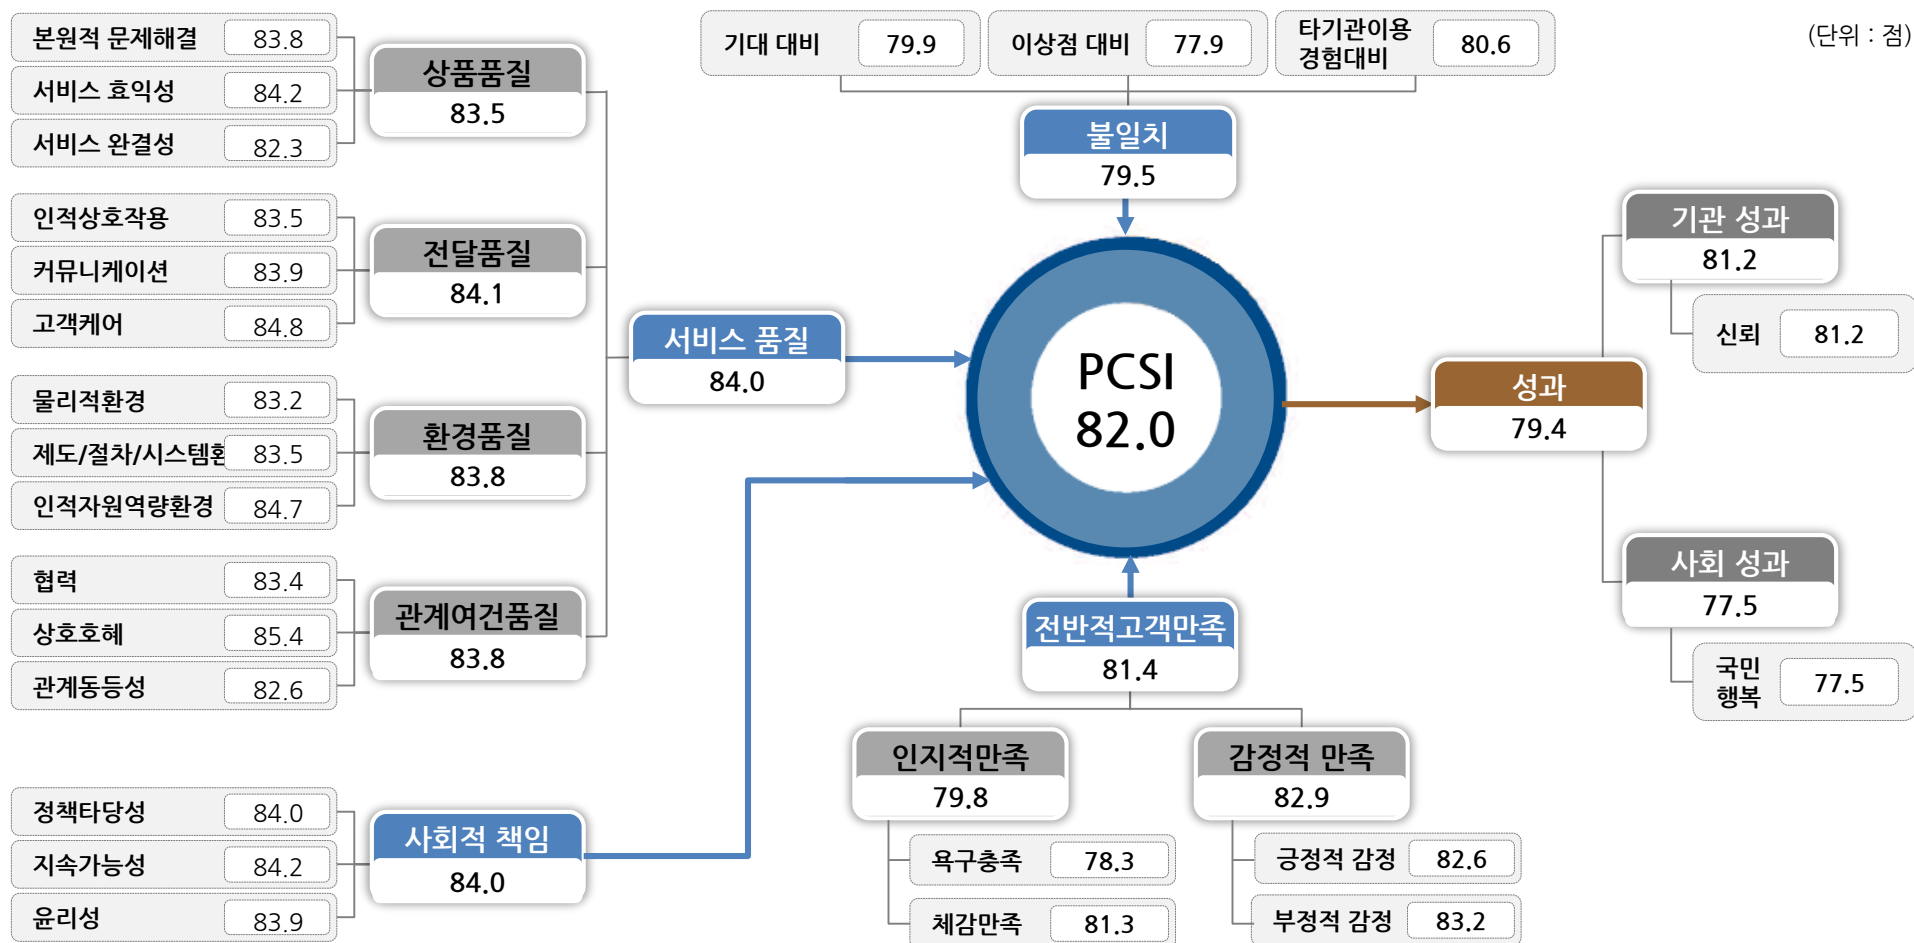 (단위 : 점)
본원적 문제해결 83.8
서비스 효익성 84.2
서비스 완결성 82.3
상품품질
83.5
인적상호작용 83.5
커뮤니케이션 83.9
고객케어 84.8
전달품질
84.1
물리적환경 83.2
제도/절차/시스템환 83.5
인적자원역량환경 84.7
환경품질
83.8
협력 83.4
상호호혜 85.4
관계동등성 82.6
관계여건품질
83.8
서비스 품질
84.0
정책타당성 84.0
지속가능성 84.2
윤리성 83.9
사회적 책임
84.0
기대 대비 79.9
이상점 대비 77.9
타기관이용
경험대비 80.6
불일치
79.5
PCSI
82.0
전반적고객만족
81.4
인지적만족
79.8
욕구충족 78.3
체감만족 81.3
감정적 만족
82.9
긍정적 감정 82.6
부정적 감정 83.2
성과
79.4
기관 성과
81.2
신뢰 81.2
사회 성과
77.5
국민
행복 77.5